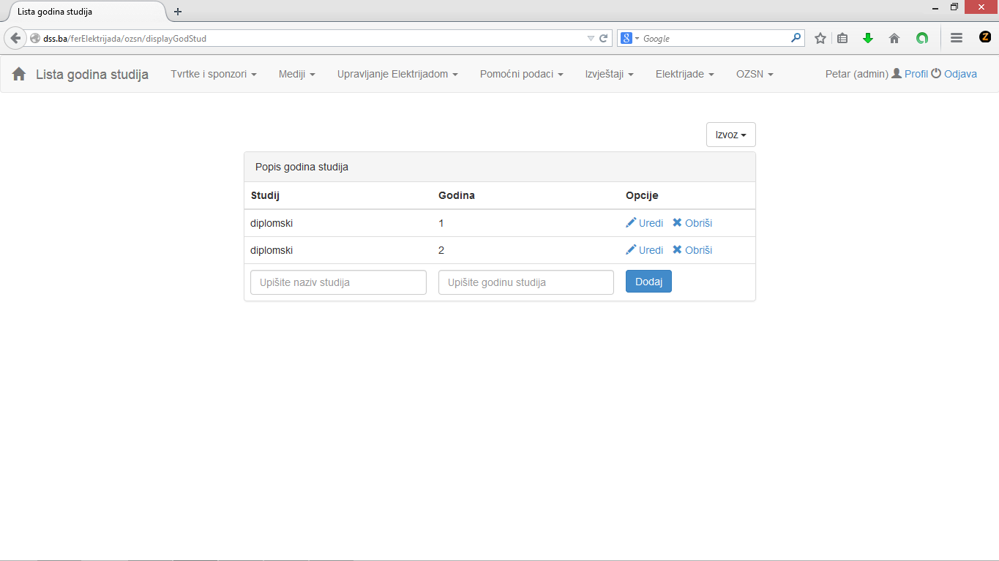 Lista godina studija
dss.ba/ferElektrijada/ozsn/displayGodStud
Google
Lista godina studija Tvrtke i sponzori Mediji Upravljanje Elektrijadom Pomoćni podaci Izvještaji Elektrijade OZSN Petar (admin) Profil Odjava
Izvoz
Popis godina studija
Studij Godina Opcije
diplomski 1 Uredi Obriši
diplomski 2 Uredi Obriši
Upišite naziv studija Upišite godinu studija Dodaj